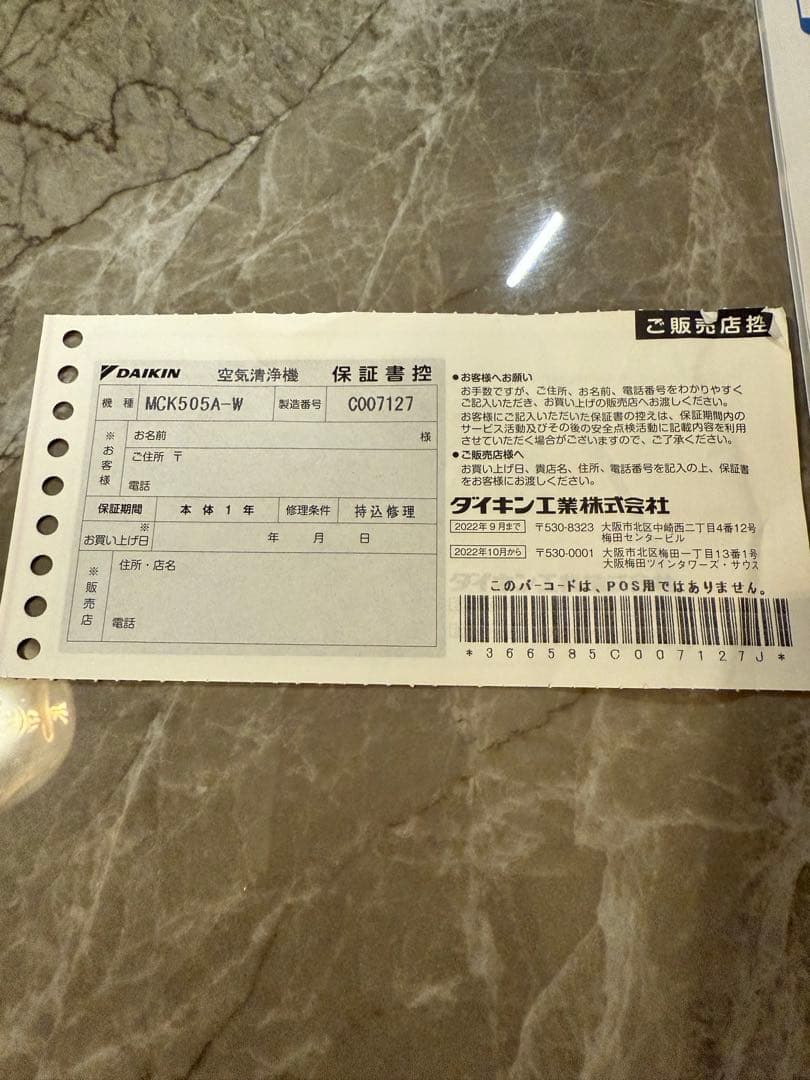 ご販売店控
DAIKIN 空気清浄機 保証書控
機種 MCK505A-W 製造番号 C007127
※お客様
お名前 様
ご住所 〒
電話
保証期間 本体1年 修理条件 持込修理
※お買い上げ日 年 月 日
※販売店
住所・店名
電話
●お客様へお願い
お手数ですが、ご住所、お名前、電話番号をわかりやすく
ご記入いただき、お買い上げの販売店へお渡しください。
お客様にご記入いただいた保証書の控えは、保証期間内の
サービス活動及びその後の安全点検活動に記載内容を利用
させていただく場合がございますので、ご了承ください。
●ご販売店様へ
お買い上げ日、貴店名、住所、電話番号を記入の上、保証書
をお客様にお渡しください。
ダイキン工業株式会社
2022年9月まで 〒530-8323 大阪市北区中崎西二丁目4番12号
梅田センタービル
2022年10月から 〒530-0001 大阪市北区梅田一丁目13番1号
大阪梅田ツインタワーズ・サウス
このバーコードは、POS用ではありません。
*366585C007127J*